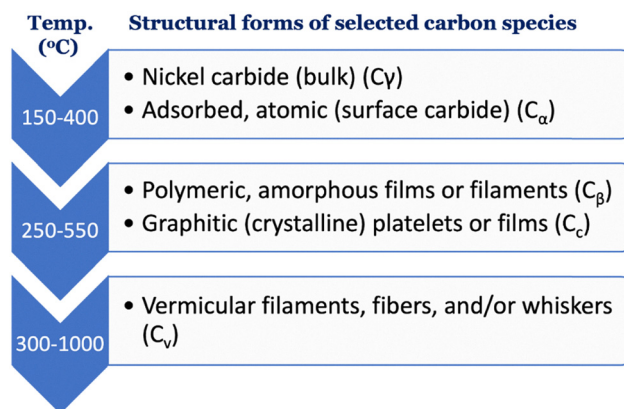 Temp. Structural forms of selected carbon species
(ºC)
• Nickel carbide (bulk) (Cγ)
150-400
• Adsorbed, atomic (surface carbide) (Cα)
• Polymeric, amorphous films or filaments (Cβ)
250-550
• Graphitic (crystalline) platelets or films (Cc)
• Vermicular filaments, fibers, and/or whiskers
300-1000
(Cv)